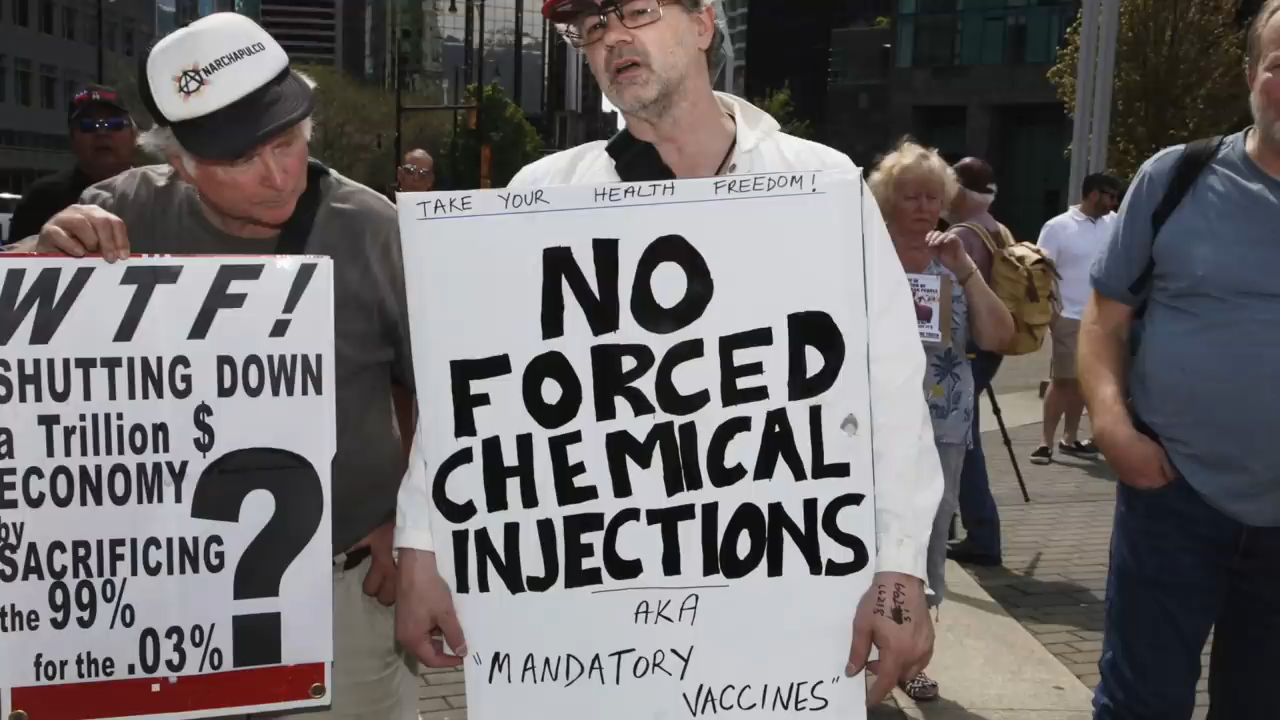 ANARCHAPULCO
WTF!
SHUTTING DOWN
a Trillion $
ECONOMY
by
SACRIFICING
the 99%
for the .03%
?
TAKE YOUR HEALTH FREEDOM!
NO
FORCED
CHEMICAL
INJECTIONS
AKA
"MANDATORY
VACCINES"